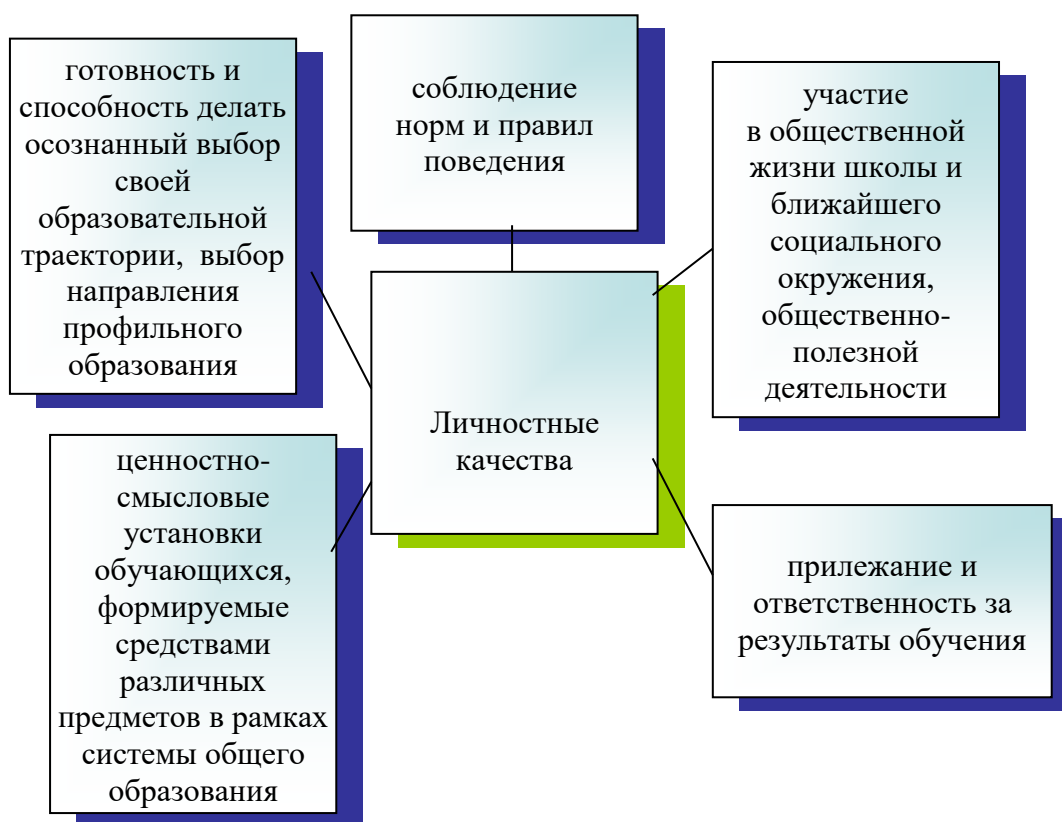 готовность и
способность делать
осознанный выбор
своей
образовательной
траектории, выбор
направления
профильного
образования
соблюдение
норм и правил
поведения
участие
в общественной
жизни школы и
ближайшего
социального
окружения,
общественно-
полезной
деятельности
Личностные
качества
ценностно-
смысловые
установки
обучающихся,
формируемые
средствами
различных
предметов в рамках
системы общего
образования
прилежание и
ответственность за
результаты обучения